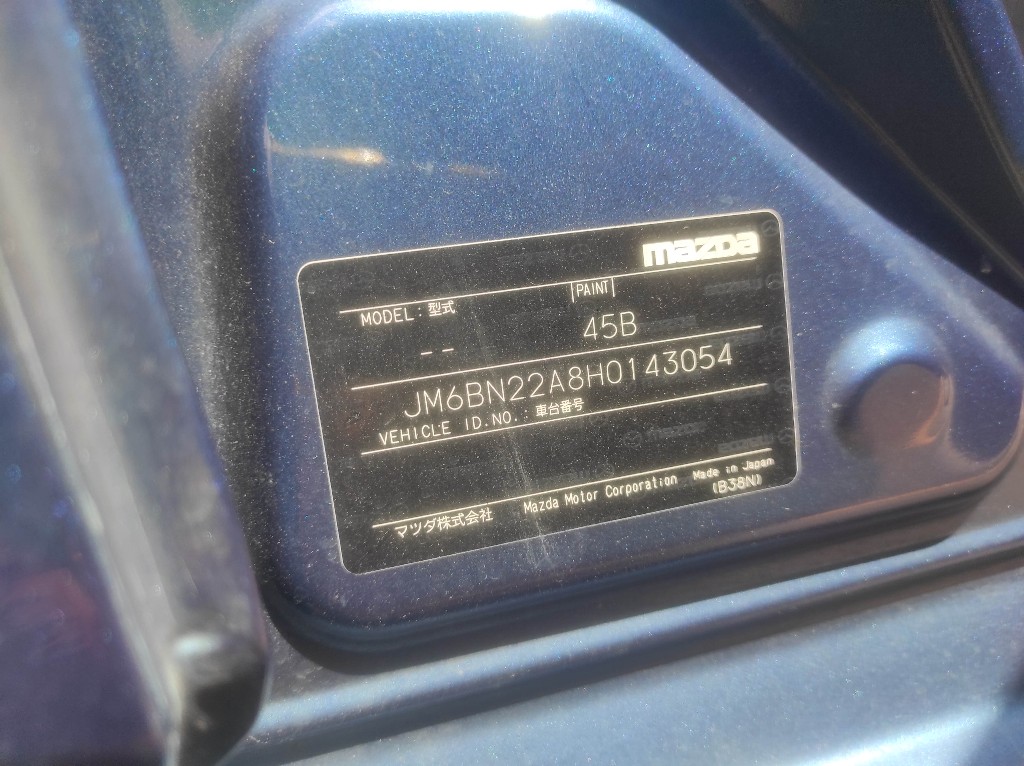 mazda
MODEL : 型式 PAINT
-- 45B
JM6BN22A8H0143054
VEHICLE ID.NO. : 車台番号
マツダ株式会社 Mazda Motor Corporation Made in Japan
(B38N)